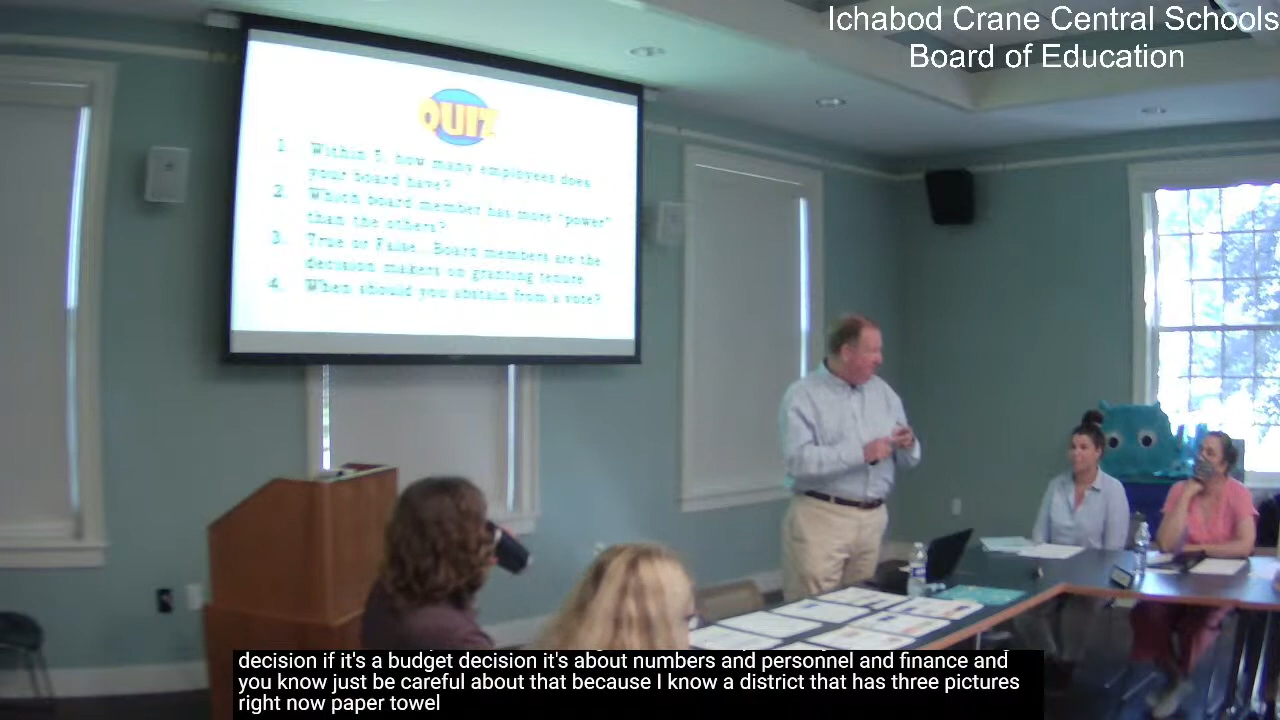 Ichabod Crane Central Schools
Board of Education
QUIZ
1. Within 5, how many employees does
your board have?
2. Which board member has more "power"
than the others?
3. True or False. Board members are the
decision makers on granting tenure
4. When should you abstain from a vote?
decision if it's a budget decision it's about numbers and personnel and finance and
you know just be careful about that because I know a district that has three pictures
right now paper towel